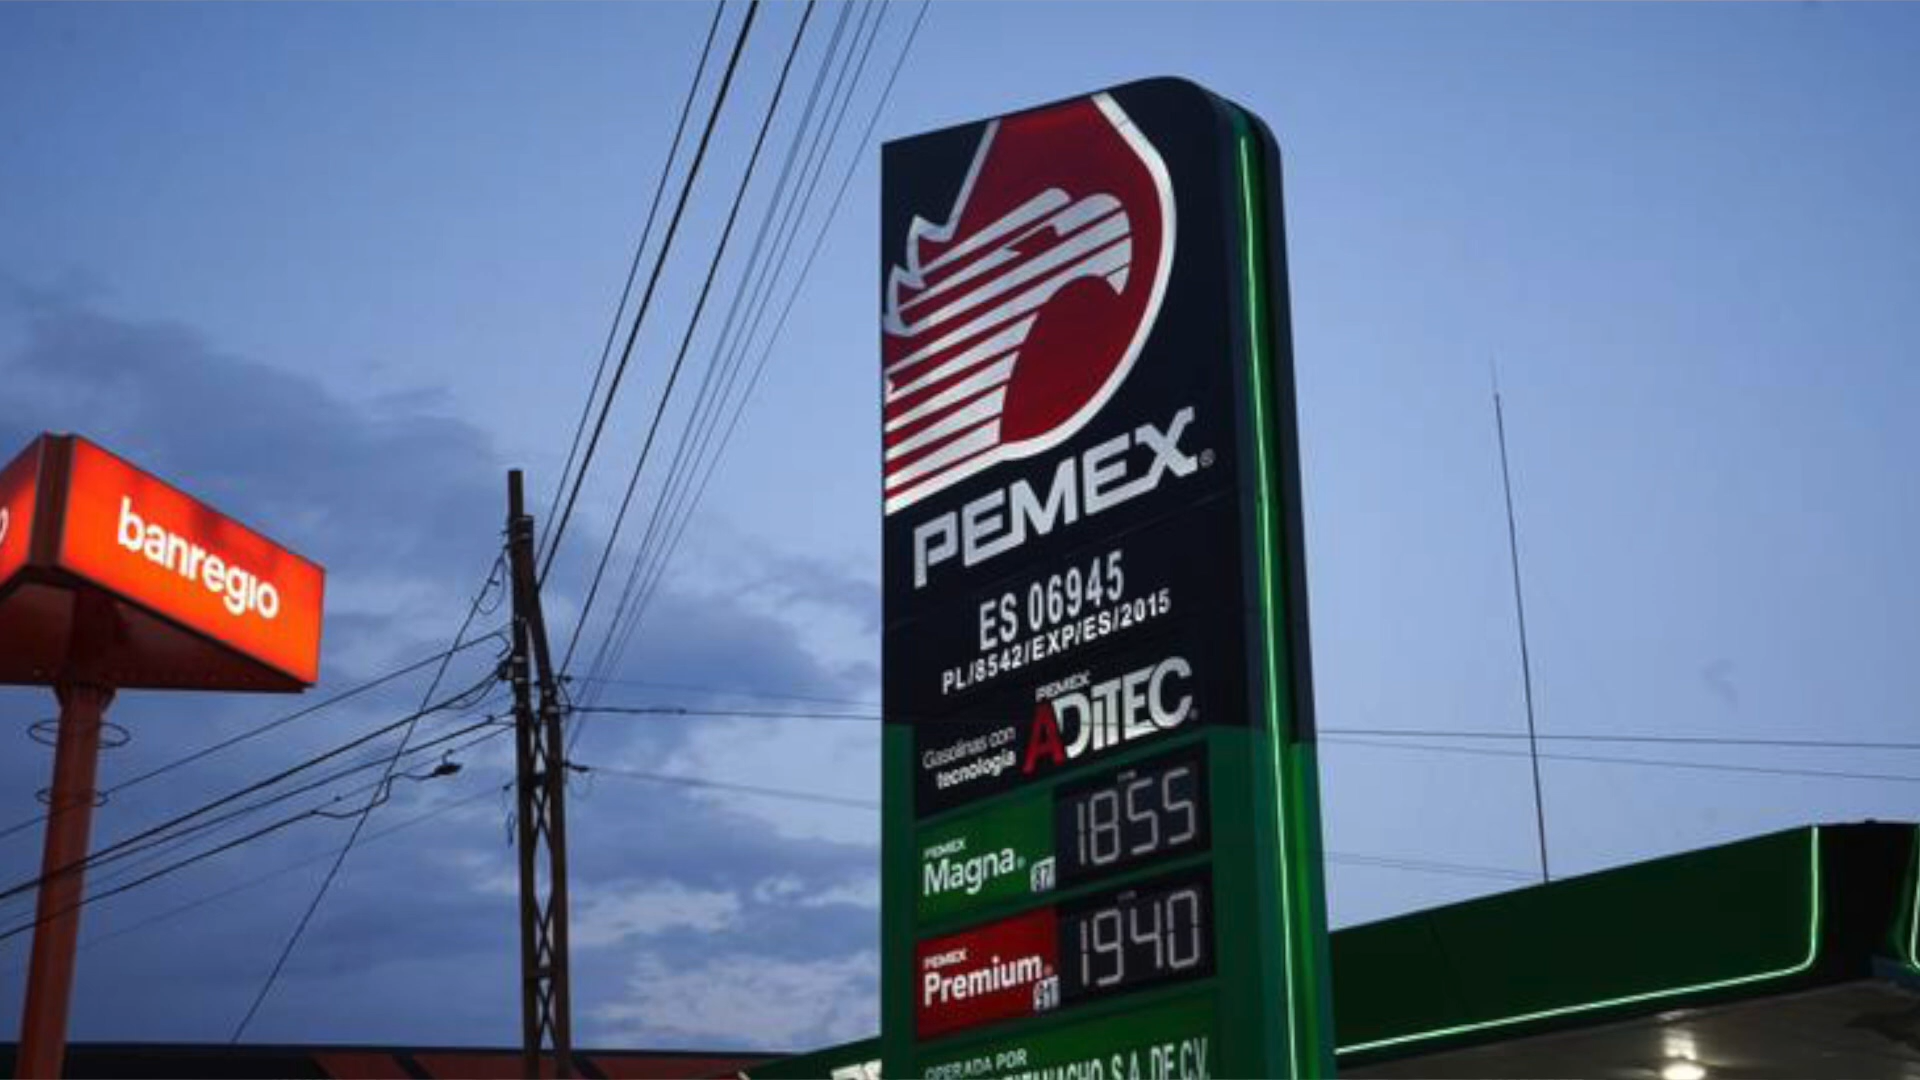 banregio
PEMEX®
ES 06945
PL/8542/EXP/ES/2015
Gasolinas con
tecnología
PEMEX
ADITEC
PEMEX
Magna® 87
1855
PEMEX
Premium®
1940
OPERADA POR
S.A. DE C.V.